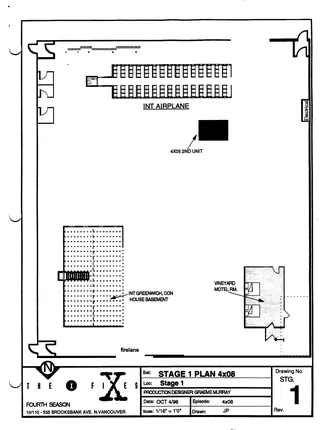 INT AIRPLANE
Electrical
4X05 2ND UNIT
INT GREENWICH, CON
HOUSE BASEMENT
VINEYARD
MOTEL RM.
firelane
N
THE X FILES
X
FOURTH SEASON
10/110 - 555 BROOKSBANK AVE. N.VANCOUVER
Set: STAGE 1 PLAN 4x08
Loc: Stage 1
PRODUCTION DESIGNER: GRAEME MURRAY
Date: OCT 4/96 Episode: 4x08
Scale: 1/16" = 1'0" Drawn: JP
Drawing No.
STG.
1
Rev.